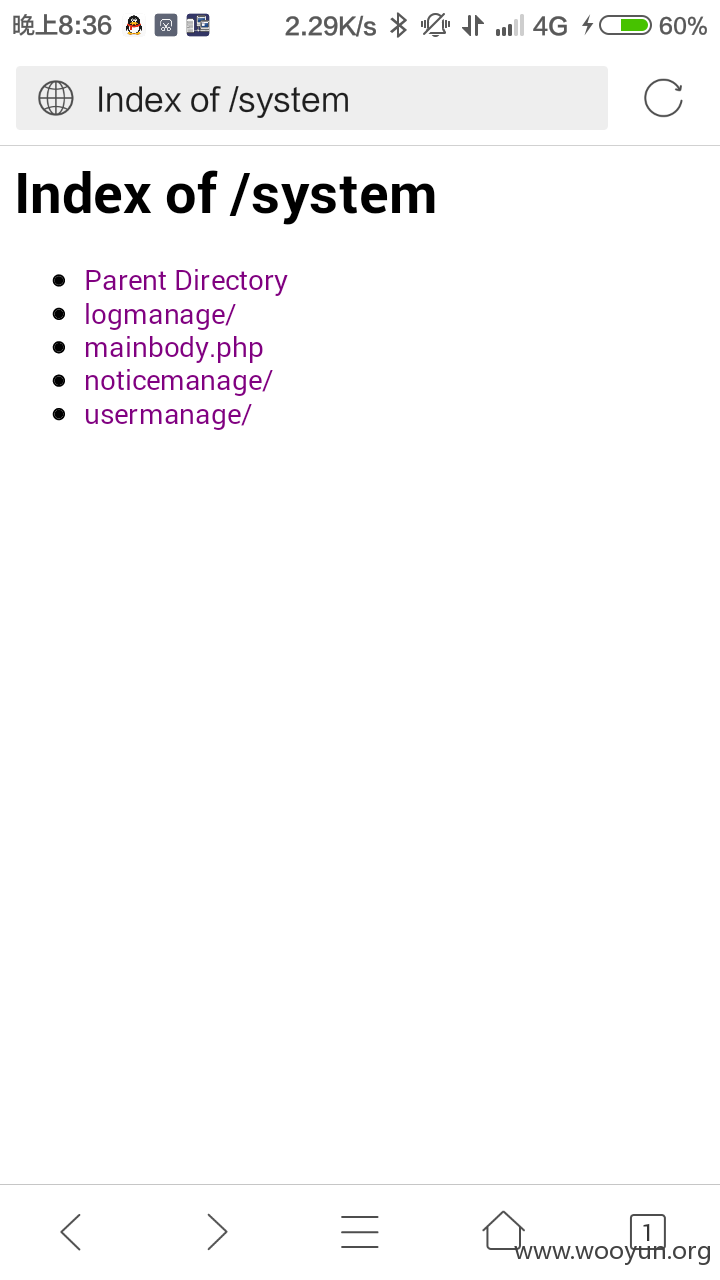 晚上8:36 2.29K/s 4G 60%
Index of /system
Index of /system
Parent Directory
logmanage/
mainbody.php
noticemanage/
usermanage/
1
www.wooyun.org